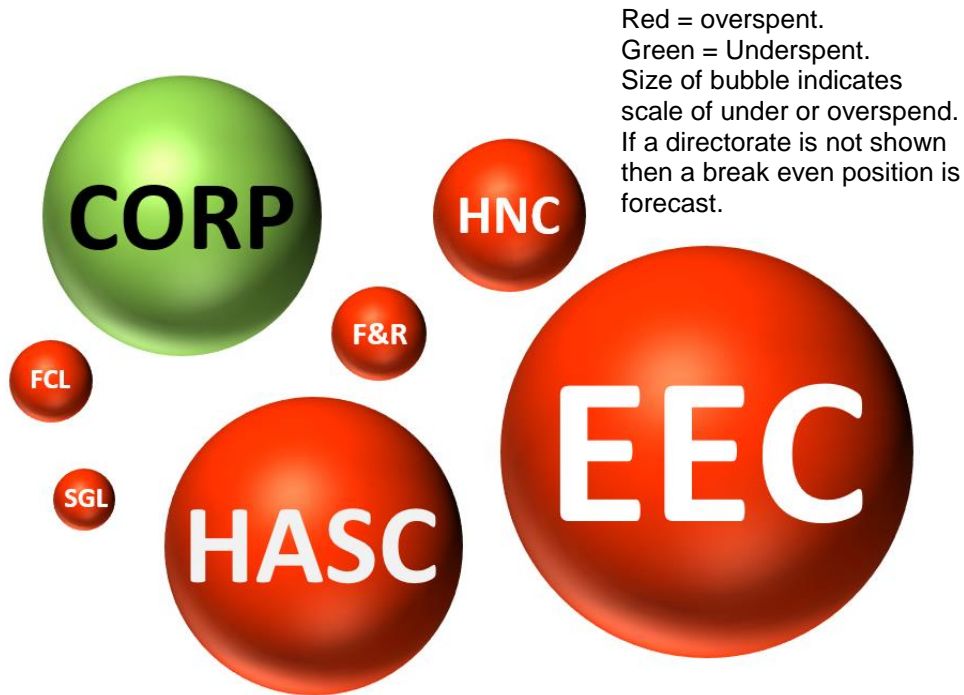 Red = overspent.
Green = Underspent.
Size of bubble indicates
scale of under or overspend.
If a directorate is not shown
then a break even position is
forecast.
CORP
HNC
F&R
FCL
EEC
SGL
HASC